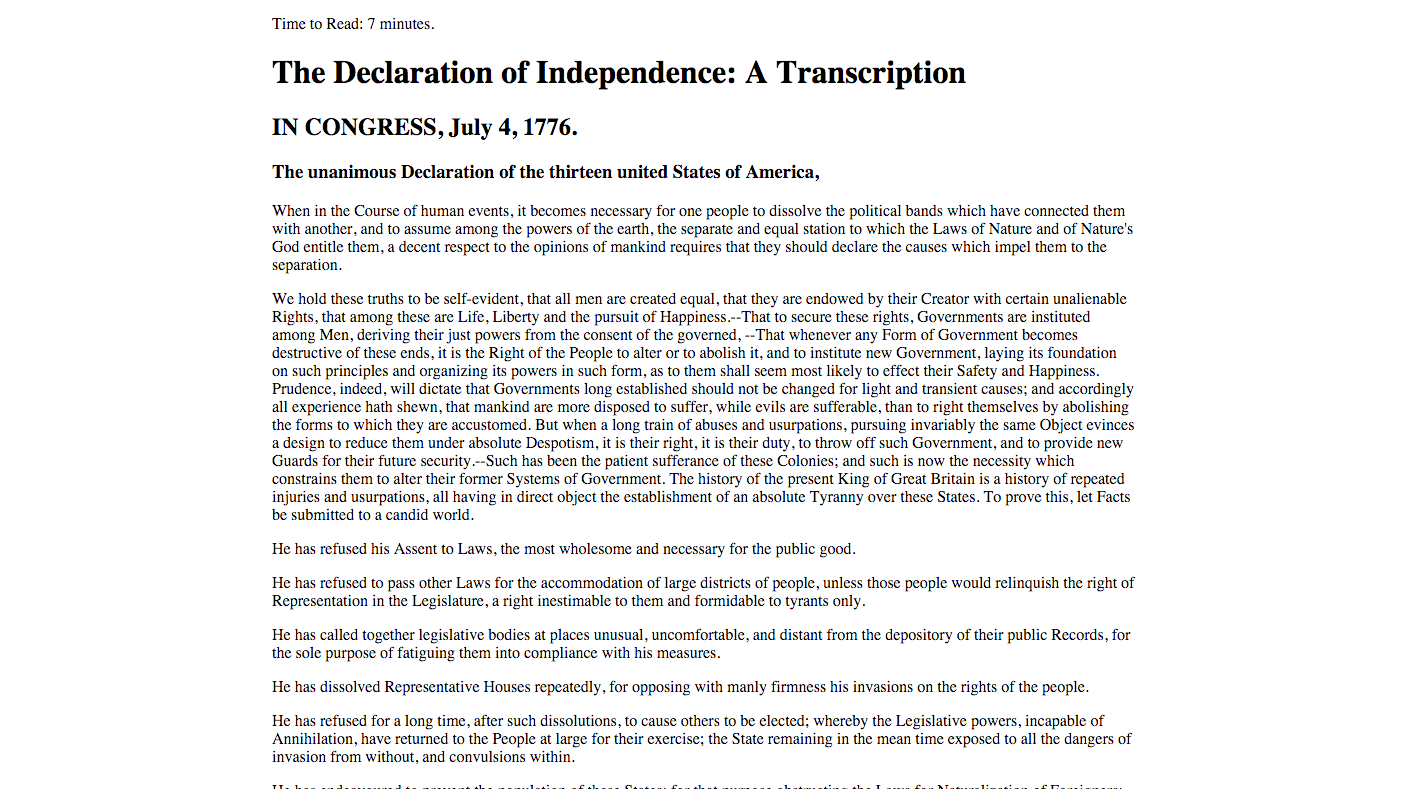 Time to Read: 7 minutes.
The Declaration of Independence: A Transcription
IN CONGRESS, July 4, 1776.
The unanimous Declaration of the thirteen united States of America,
When in the Course of human events, it becomes necessary for one people to dissolve the political bands which have connected them
with another, and to assume among the powers of the earth, the separate and equal station to which the Laws of Nature and of Nature's
God entitle them, a decent respect to the opinions of mankind requires that they should declare the causes which impel them to the
separation.
We hold these truths to be self-evident, that all men are created equal, that they are endowed by their Creator with certain unalienable
Rights, that among these are Life, Liberty and the pursuit of Happiness.--That to secure these rights, Governments are instituted
among Men, deriving their just powers from the consent of the governed, --That whenever any Form of Government becomes
destructive of these ends, it is the Right of the People to alter or to abolish it, and to institute new Government, laying its foundation
on such principles and organizing its powers in such form, as to them shall seem most likely to effect their Safety and Happiness.
Prudence, indeed, will dictate that Governments long established should not be changed for light and transient causes; and accordingly
all experience hath shewn, that mankind are more disposed to suffer, while evils are sufferable, than to right themselves by abolishing
the forms to which they are accustomed. But when a long train of abuses and usurpations, pursuing invariably the same Object evinces
a design to reduce them under absolute Despotism, it is their right, it is their duty, to throw off such Government, and to provide new
Guards for their future security.--Such has been the patient sufferance of these Colonies; and such is now the necessity which
constrains them to alter their former Systems of Government. The history of the present King of Great Britain is a history of repeated
injuries and usurpations, all having in direct object the establishment of an absolute Tyranny over these States. To prove this, let Facts
be submitted to a candid world.
He has refused his Assent to Laws, the most wholesome and necessary for the public good.
He has refused to pass other Laws for the accommodation of large districts of people, unless those people would relinquish the right of
Representation in the Legislature, a right inestimable to them and formidable to tyrants only.
He has called together legislative bodies at places unusual, uncomfortable, and distant from the depository of their public Records, for
the sole purpose of fatiguing them into compliance with his measures.
He has dissolved Representative Houses repeatedly, for opposing with manly firmness his invasions on the rights of the people.
He has refused for a long time, after such dissolutions, to cause others to be elected; whereby the Legislative powers, incapable of
Annihilation, have returned to the People at large for their exercise; the State remaining in the mean time exposed to all the dangers of
invasion from without, and convulsions within.